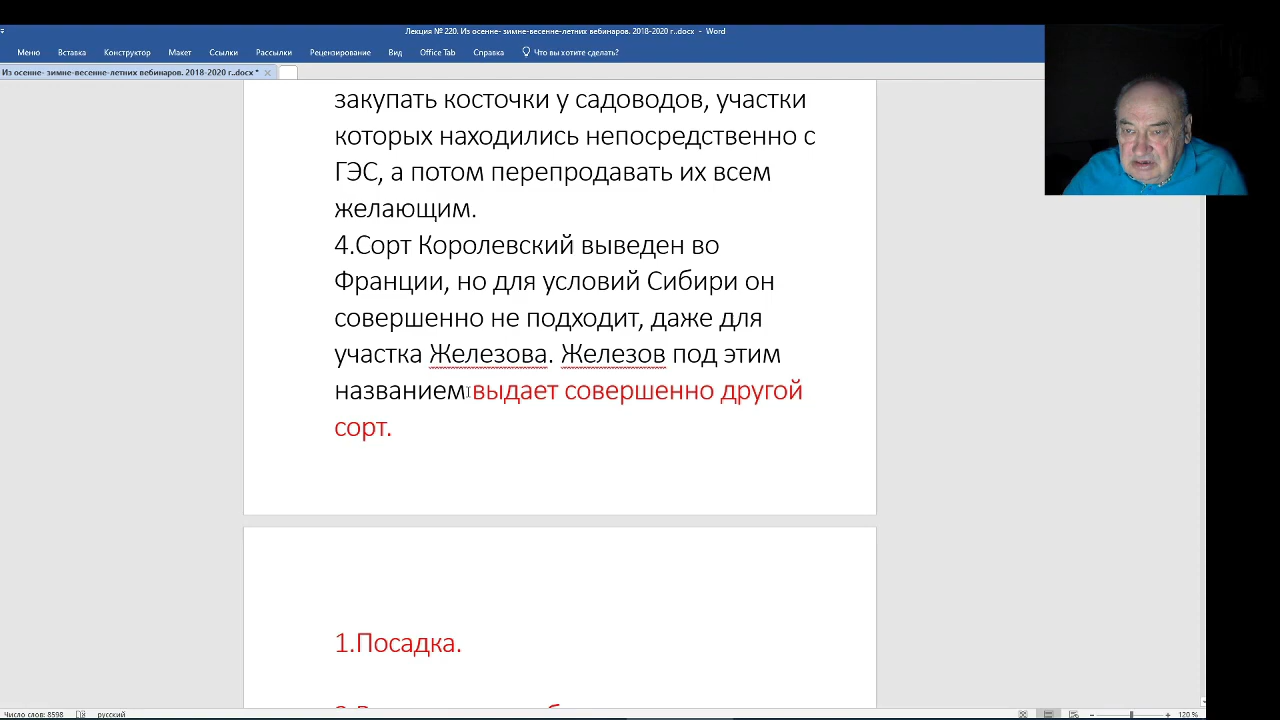 Лекция № 220. Из осенне- зимне-весенне-летних вебинаров. 2018-2020 г..docx - Word
Меню Вставка Конструктор Макет Ссылки Рассылки Рецензирование Вид Office Tab Справка Что вы хотите сделать?
Из осенне- зимне-весенне-летних вебинаров. 2018-2020 г..docx *
закупать косточки у садоводов, участки
которых находились непосредственно с
ГЭС, а потом перепродавать их всем
желающим.
4.Сорт Королевский выведен во
Франции, но для условий Сибири он
совершенно не подходит, даже для
участка Железова. Железов под этим
названием выдает совершенно другой
сорт.
1.Посадка.
Число слов: 8598 русский 120 %